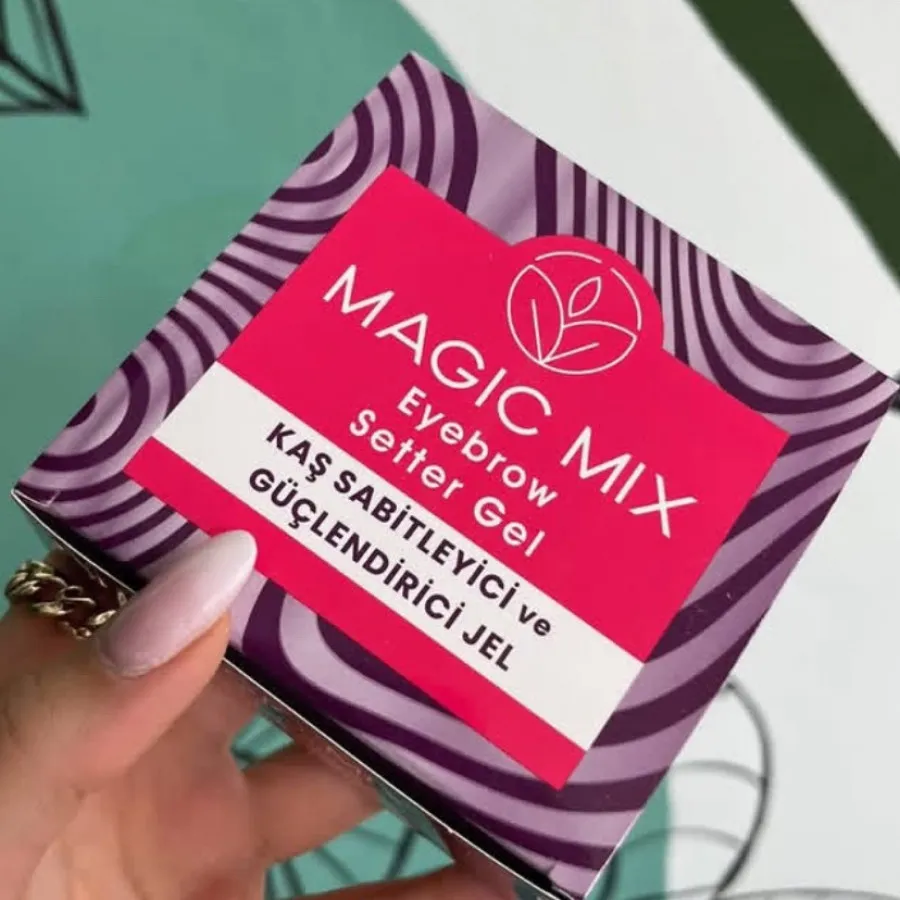 MAGIC MIX
Eyebrow
Setter Gel
KAŞ SABİTLEYİCİ ve
GÜÇLENDİRİCİ JEL